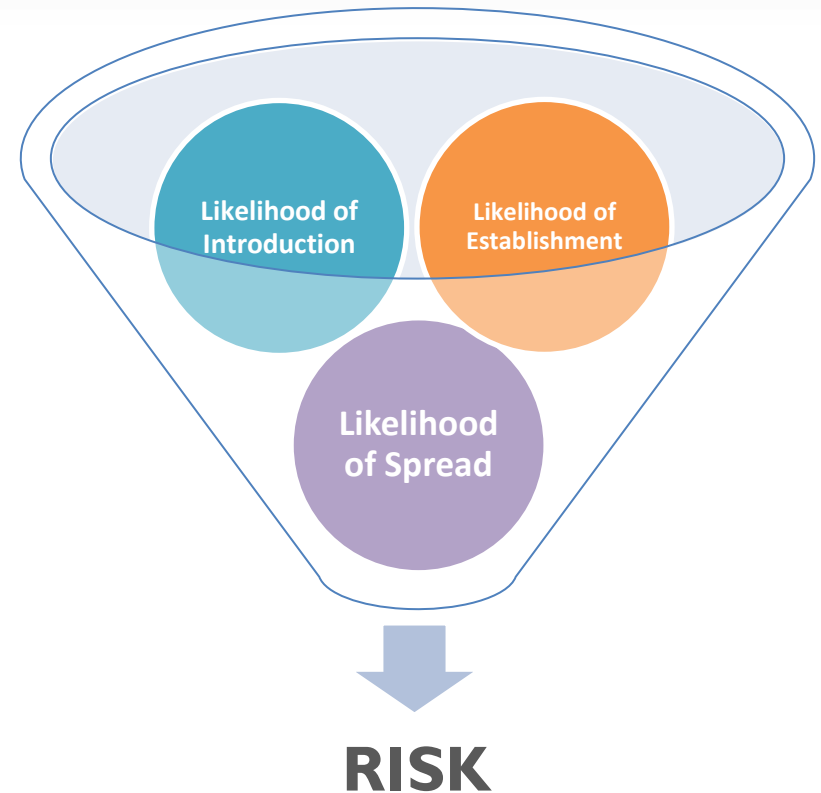 Likelihood of
Introduction
Likelihood of
Establishment
Likelihood
of Spread
RISK